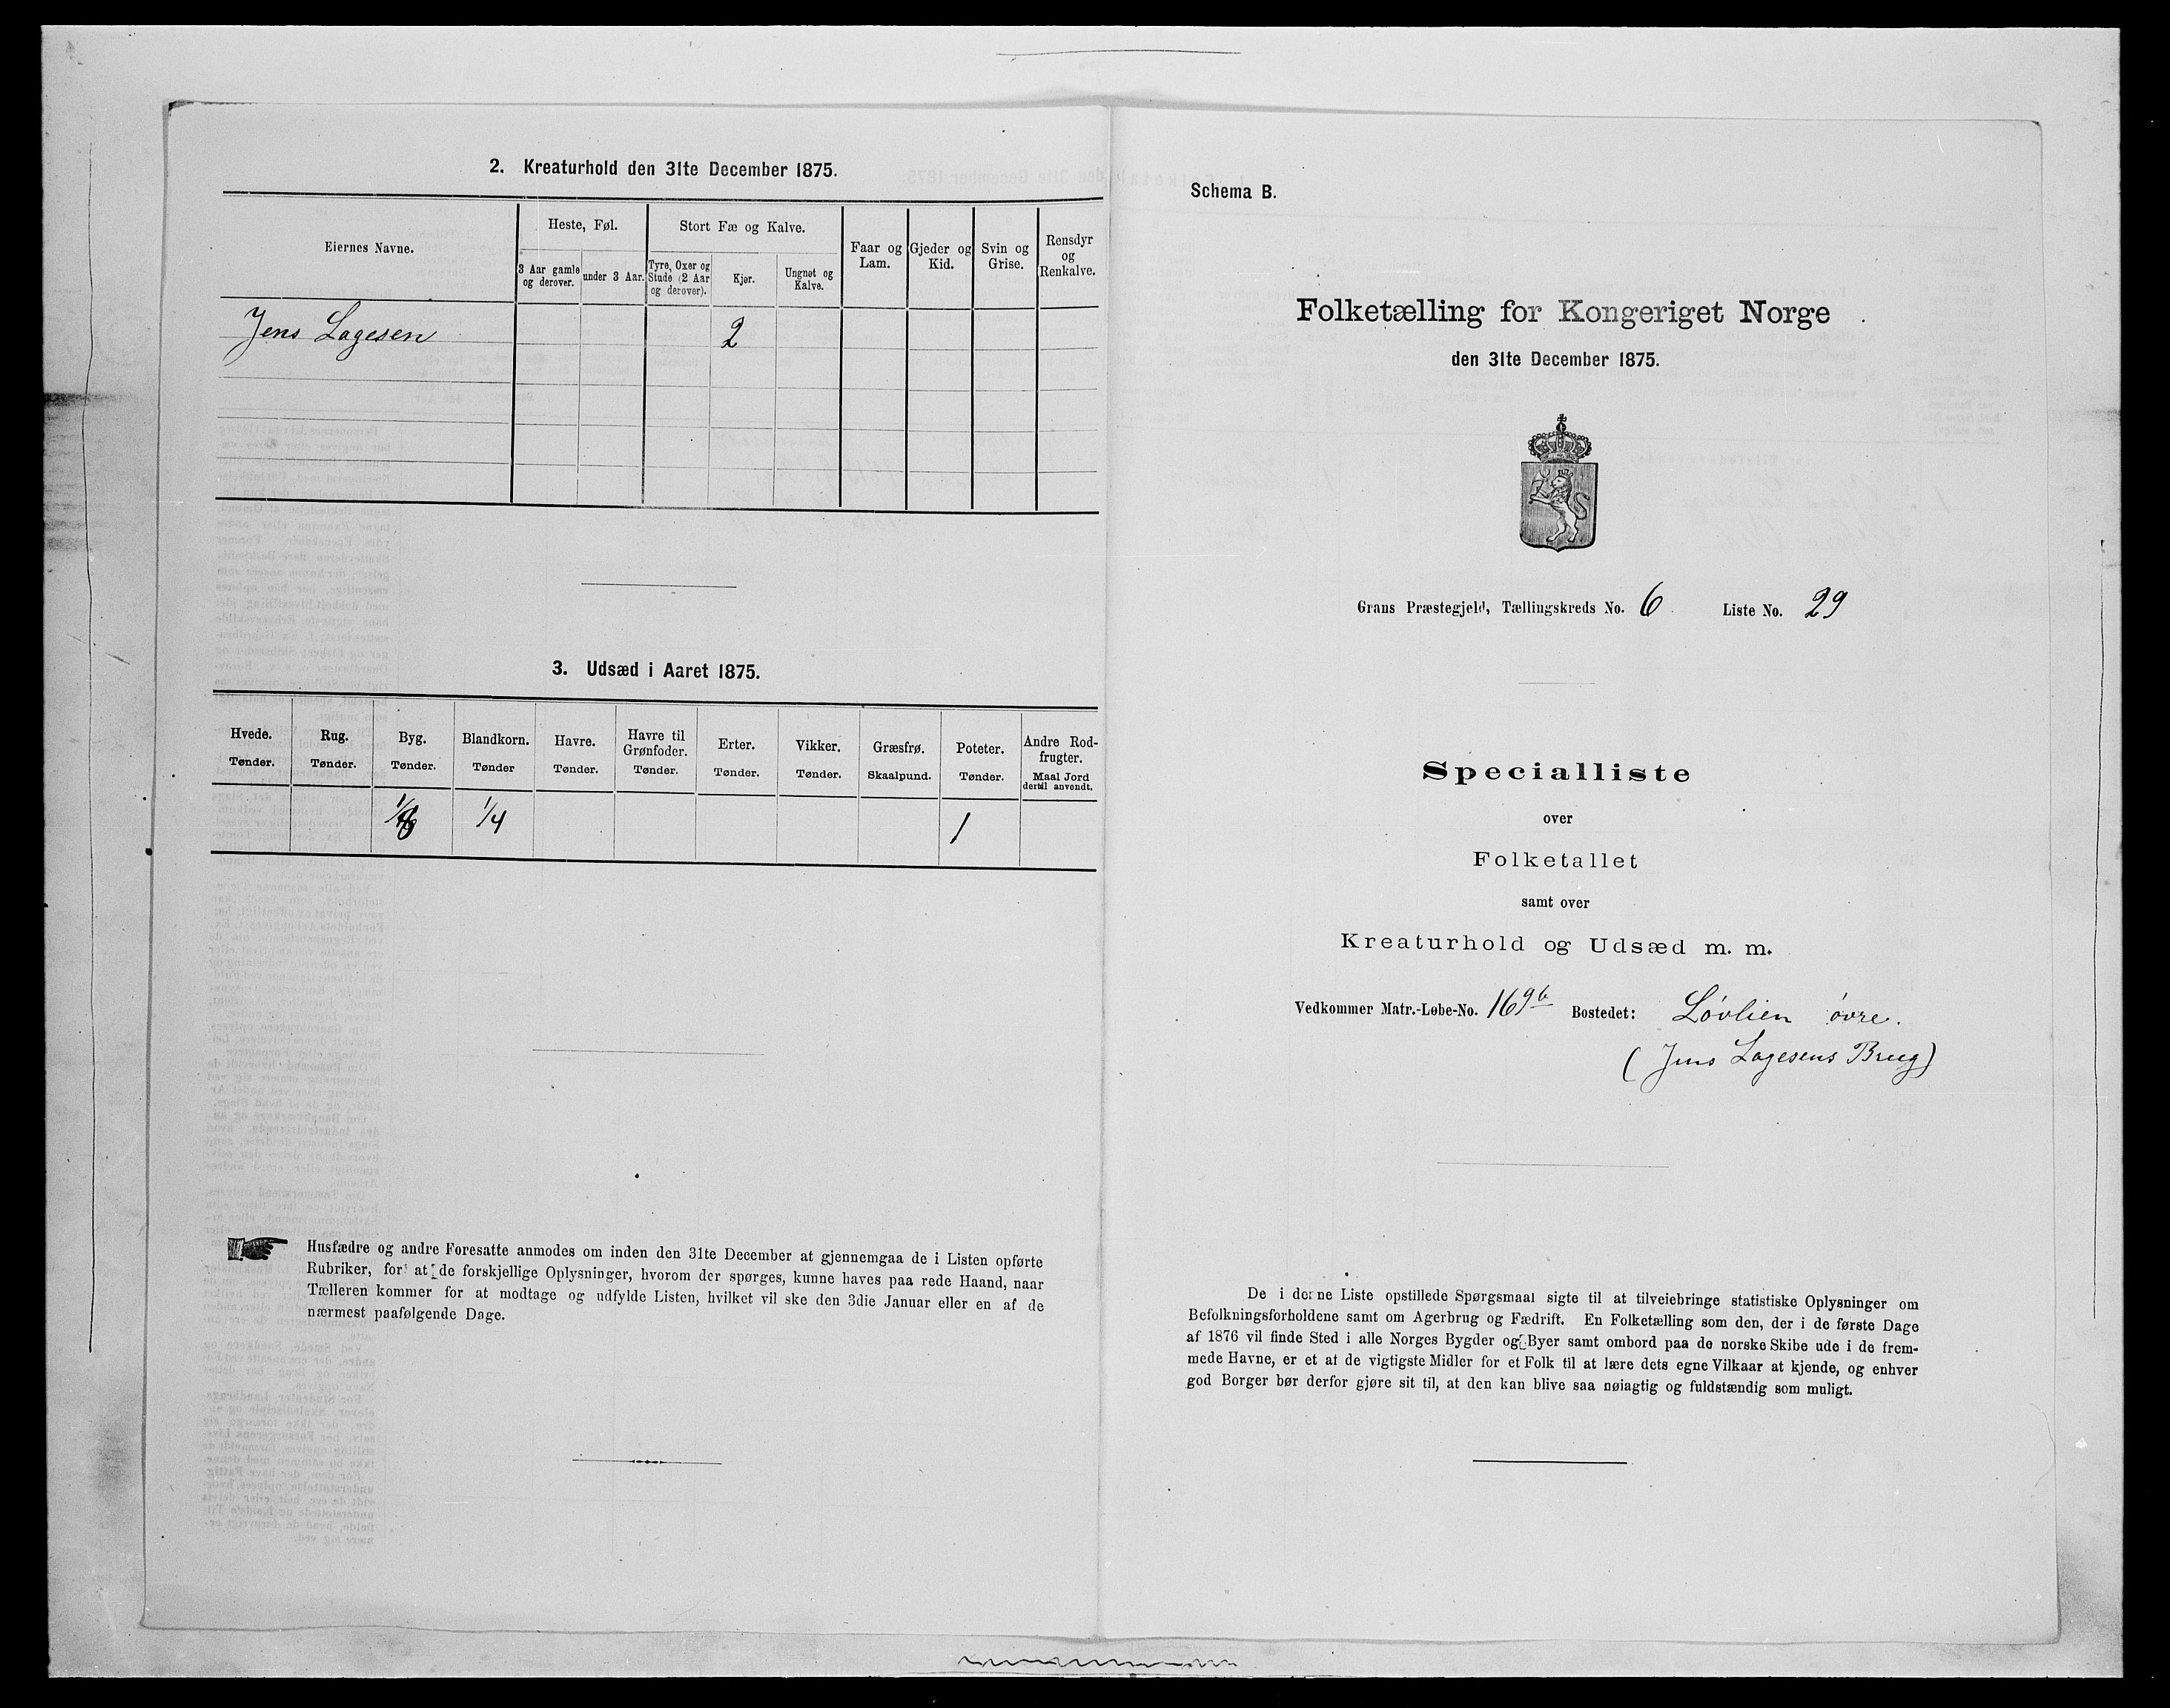 2. Kreaturhold den 31te December 1875.
Eiernes Navne.
Heste, Føl.
Stort Fæ og Kalve.
Faar og Lam.
Gjeder og Kid.
Svin og Grise.
Rensdyr og Renkalve.
3 Aar gamle og derover.
under 3 Aar.
Tyre, Oxer og Stude (2 Aar og derover).
Kjør.
Ungnøt og Kalve.
Jens Lagesen 2
3. Udsæd i Aaret 1875.
Hvede. Tønder.
Rug. Tønder.
Byg. Tønder.
Blandkorn. Tønder
Havre. Tønder.
Havre til Grønfoder. Tønder.
Erter. Tønder.
Vikker. Tønder.
Græsfrø. Skaalpund.
Poteter. Tønder.
Andre Rodfrugter. Maal Jord dertil anvendt.
1/4 1
Husfædre og andre Foresatte anmodes om inden den 31te December at gjennemgaa de i Listen opførte
Rubriker, for at de forskjellige Oplysninger, hvorom der spørges, kunne haves paa rede Haand, naar
Tælleren kommer for at modtage og udfylde Listen, hvilket vil ske den 3die Januar eller en af de
nærmest paafølgende Dage.
Schema B.
Folketælling for Kongeriget Norge
den 31te December 1875.
Grans Præstegjeld, Tællingskreds No. 6 Liste No. 29
Specialliste
over
Folketallet
samt over
Kreaturhold og Udsæd m. m.
Vedkommer Matr.-Løbe-No. 169b Bostedet: Løvlien øvre.
(Jens Lagesens Brug)
De i denne Liste opstillede Spørgsmaal sigte til at tilveiebringe statistiske Oplysninger om
Befolkningsforholdene samt om Agerbrug og Fædrift. En Folketælling som den, der i de første Dage
af 1876 vil finde Sted i alle Norges Bygder og Byer samt ombord paa de norske Skibe ude i de frem-
mede Havne, er et af de vigtigste Midler for et Folk til at lære dets egne Vilkaar at kjende, og enhver
god Borger bør derfor gjøre sit til, at den kan blive saa nøiagtig og fuldstændig som muligt.